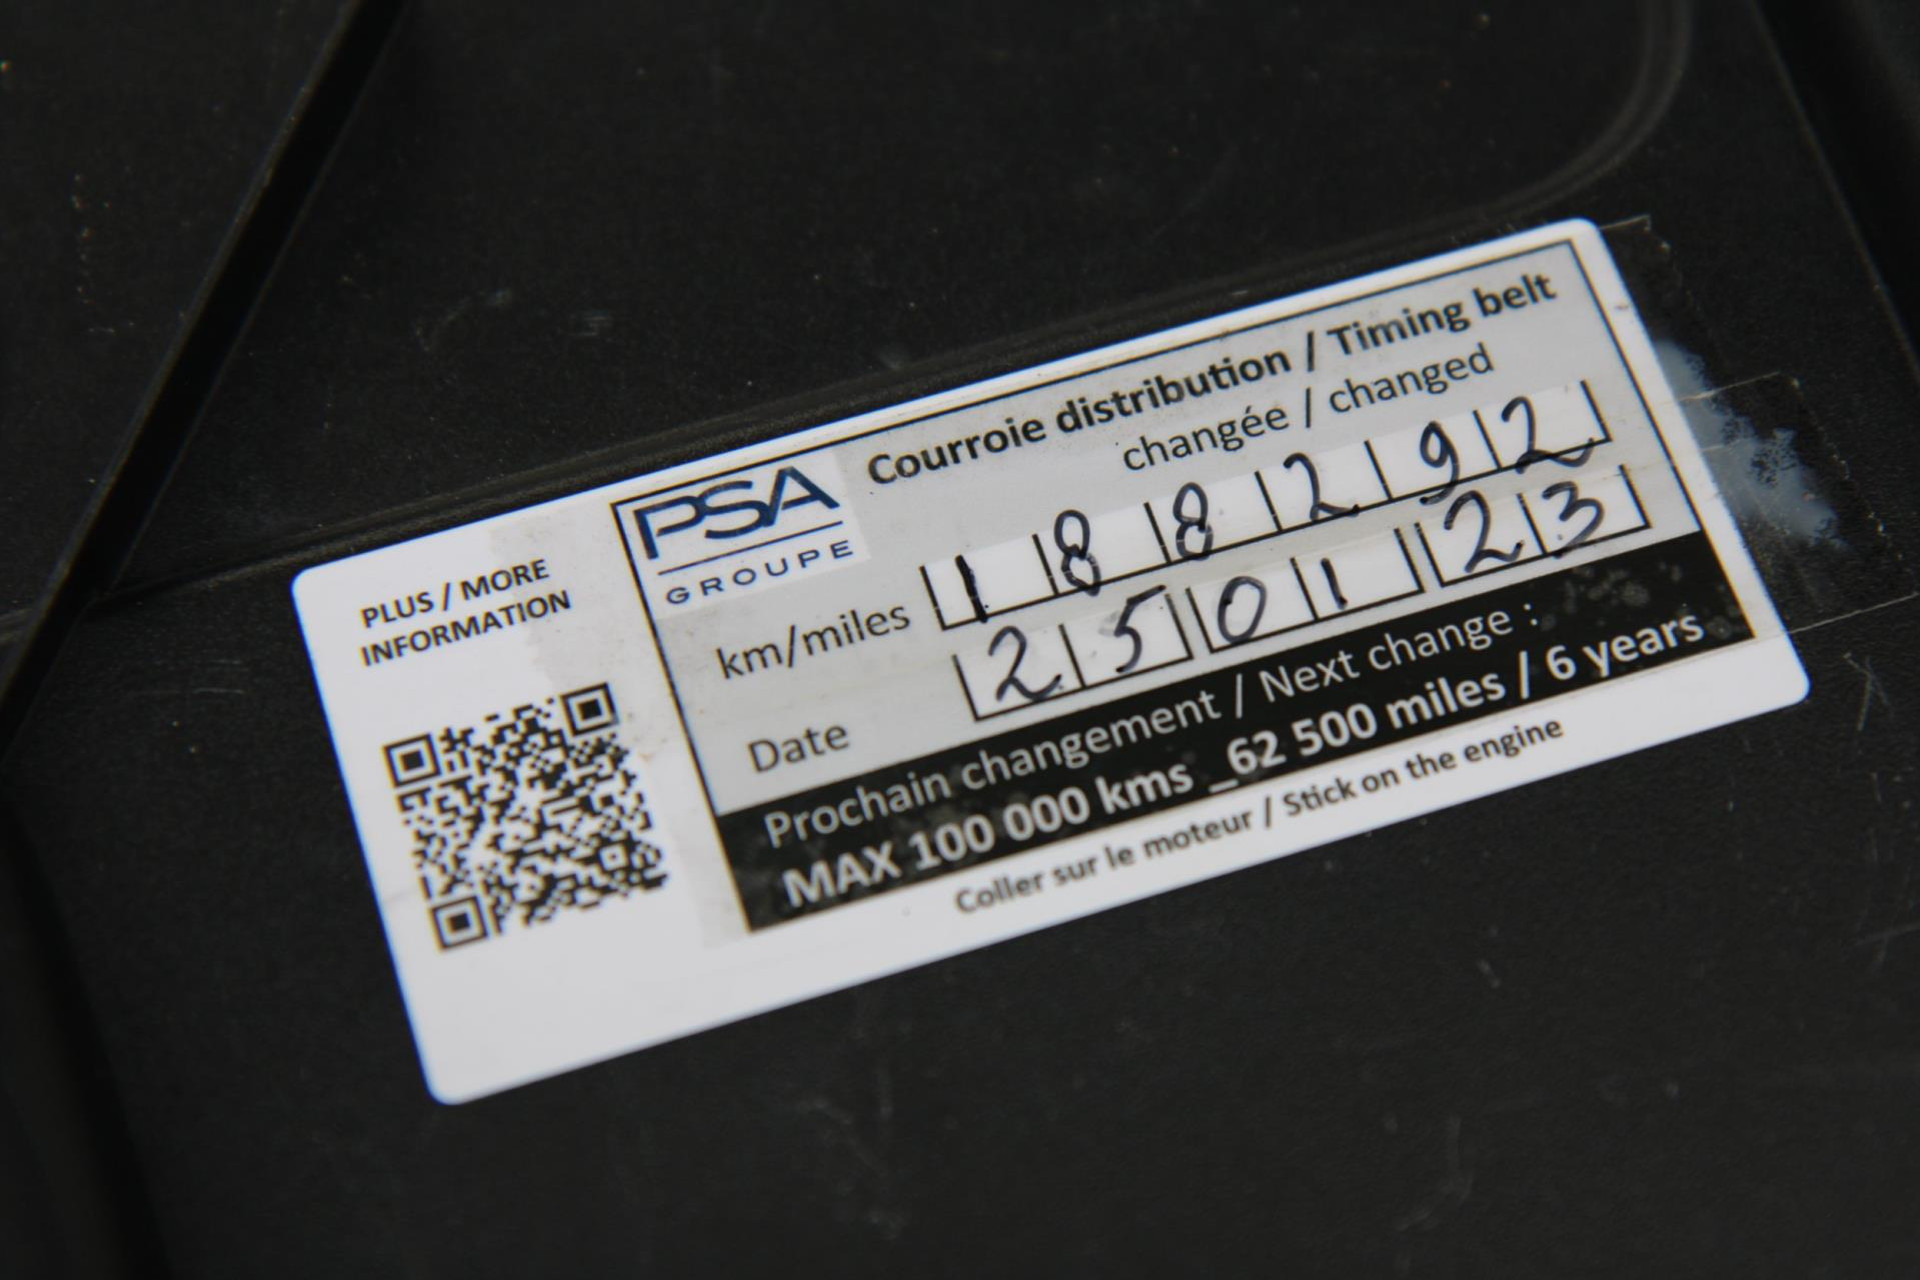 PLUS / MORE
INFORMATION
PSA
GROUPE
Courroie distribution / Timing belt
changée / changed
km/miles 188292
Date 25 01 23
Prochain changement / Next change :
MAX 100 000 kms _62 500 miles / 6 years
Coller sur le moteur / Stick on the engine